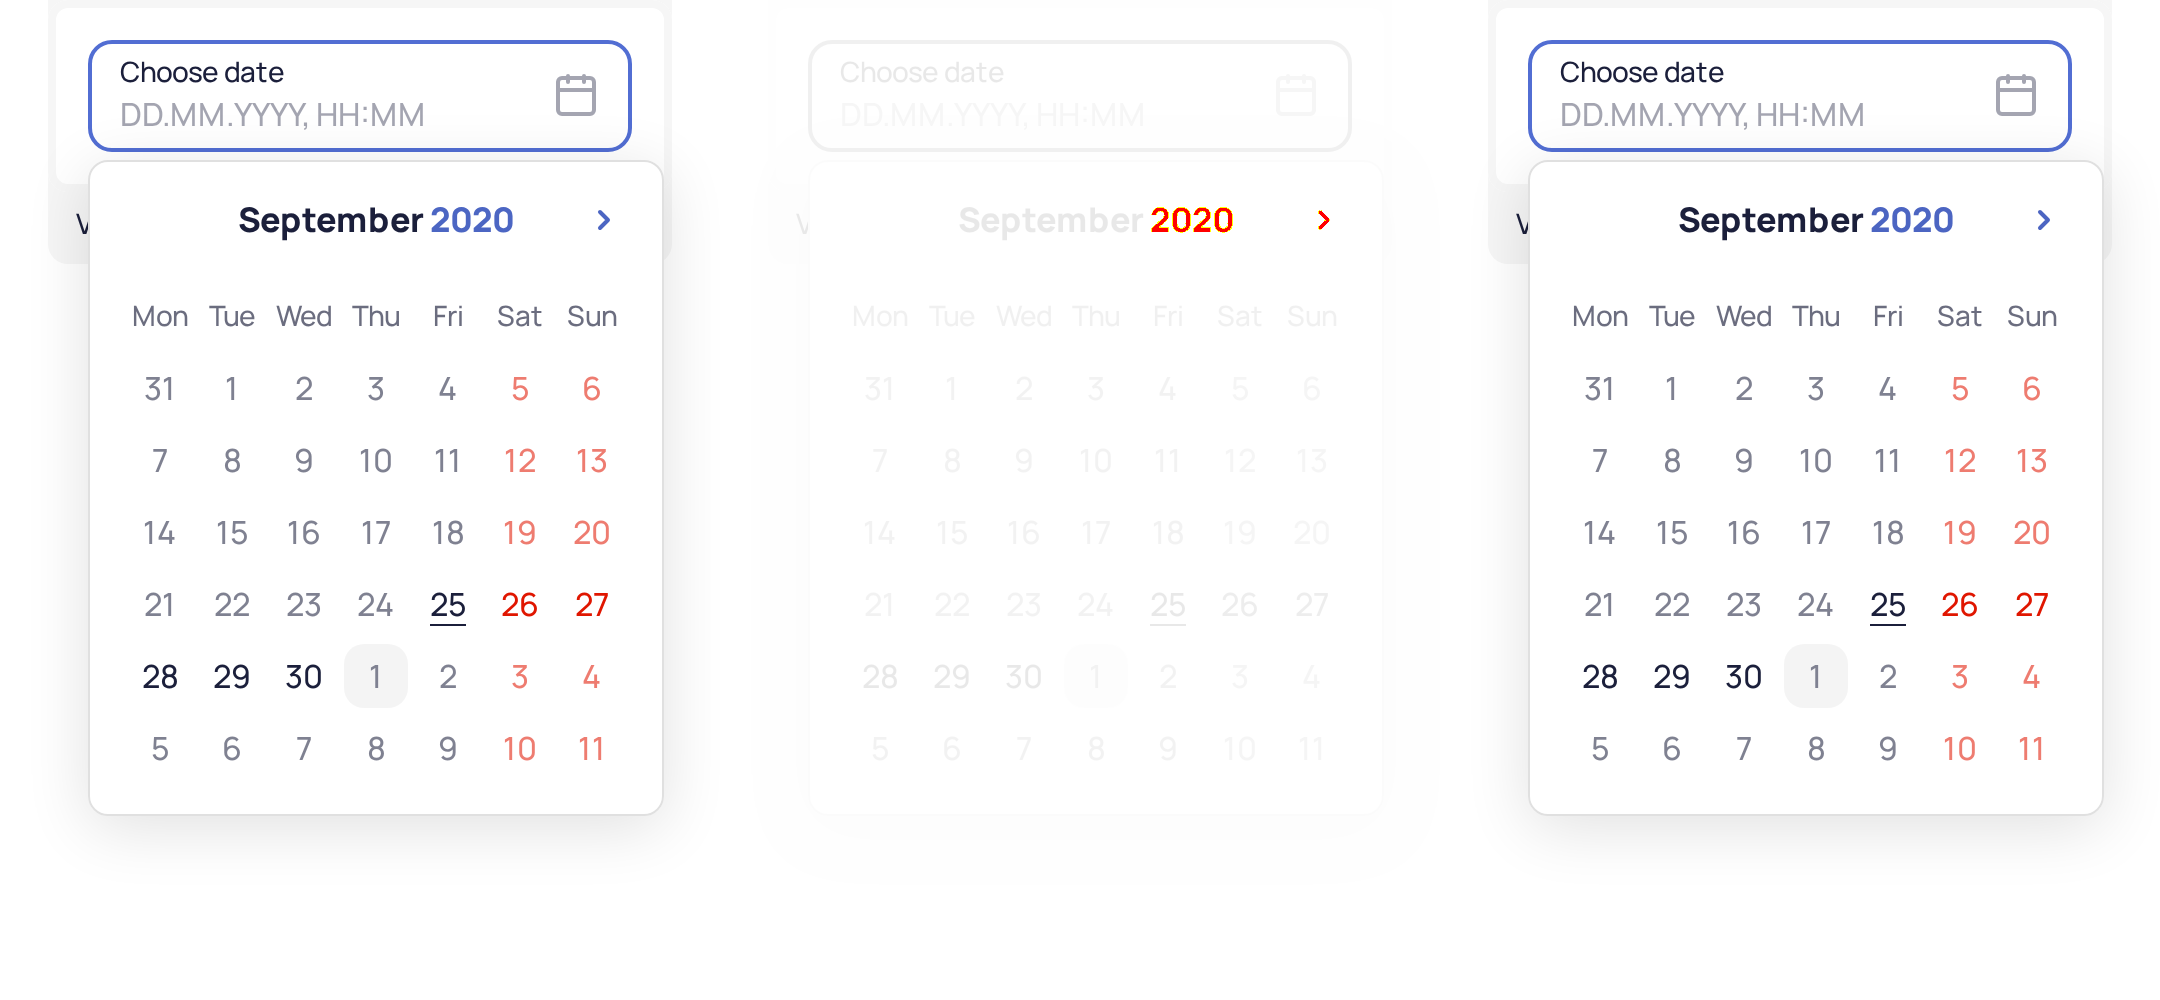 Choose date
DD.MM.YYYY, HH:MM
V
September 2020
Mon Tue Wed Thu Fri Sat Sun
31 1 2 3 4 5 6
7 8 9 10 11 12 13
14 15 16 17 18 19 20
21 22 23 24 25 26 27
28 29 30 1 2 3 4
5 6 7 8 9 10 11
Choose date
DD.MM.YYYY, HH:MM
V
September 2020
Mon Tue Wed Thu Fri Sat Sun
31 1 2 3 4 5 6
7 8 9 10 11 12 13
14 15 16 17 18 19 20
21 22 23 24 25 26 27
28 29 30 1 2 3 4
5 6 7 8 9 10 11
Choose date
DD.MM.YYYY, HH:MM
V
September 2020
Mon Tue Wed Thu Fri Sat Sun
31 1 2 3 4 5 6
7 8 9 10 11 12 13
14 15 16 17 18 19 20
21 22 23 24 25 26 27
28 29 30 1 2 3 4
5 6 7 8 9 10 11